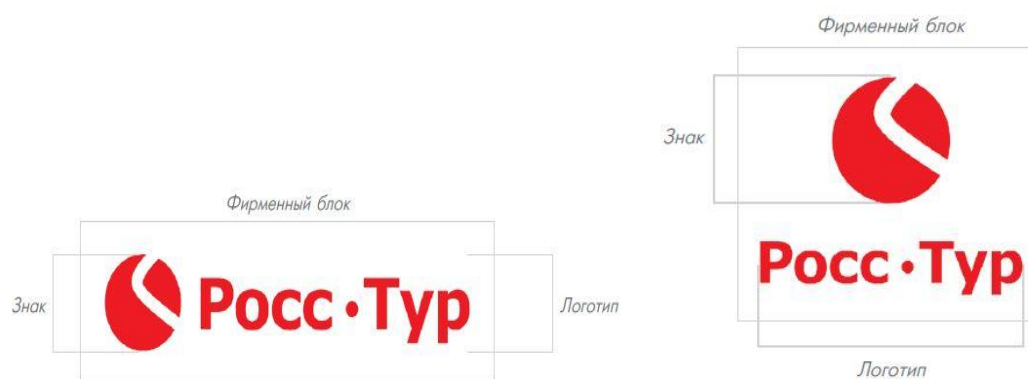 Фирменный блок
Знак
Росс·Тур
Логотип
Фирменный блок
Знак
Росс·Тур
Логотип